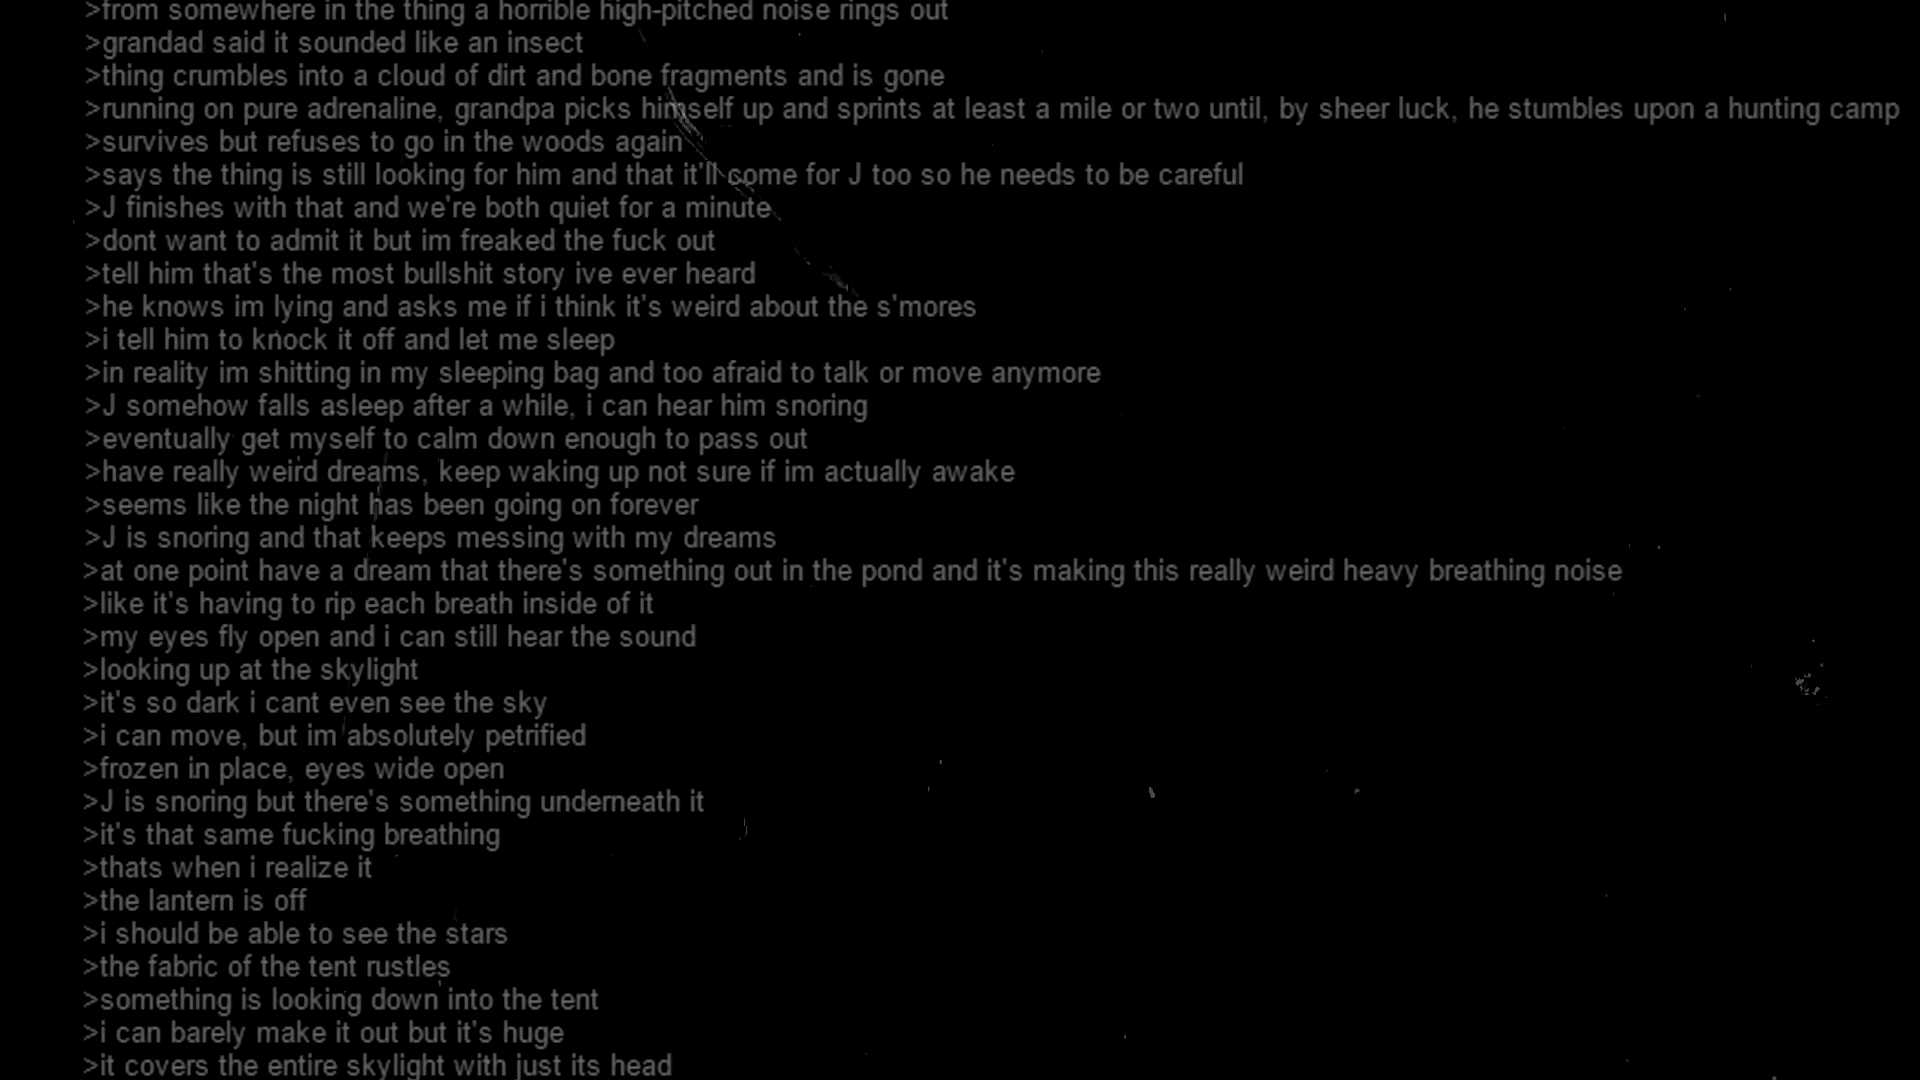 >from somewhere in the thing a horrible high-pitched noise rings out
>grandad said it sounded like an insect
>thing crumbles into a cloud of dirt and bone fragments and is gone
>running on pure adrenaline, grandpa picks himself up and sprints at least a mile or two until, by sheer luck, he stumbles upon a hunting camp
>survives but refuses to go in the woods again
>says the thing is still looking for him and that it'll come for J too so he needs to be careful
>J finishes with that and we're both quiet for a minute
>dont want to admit it but im freaked the fuck out
>tell him that's the most bullshit story ive ever heard
>he knows im lying and asks me if i think it's weird about the s'mores
>i tell him to knock it off and let me sleep
>in reality im shitting in my sleeping bag and too afraid to talk or move anymore
>J somehow falls asleep after a while, i can hear him snoring
>eventually get myself to calm down enough to pass out
>have really weird dreams, keep waking up not sure if im actually awake
>seems like the night has been going on forever
>J is snoring and that keeps messing with my dreams
>at one point have a dream that there's something out in the pond and it's making this really weird heavy breathing noise
>like it's having to rip each breath inside of it
>my eyes fly open and i can still hear the sound
>looking up at the skylight
>it's so dark i cant even see the sky
>i can move, but im absolutely petrified
>frozen in place, eyes wide open
>J is snoring but there's something underneath it
>it's that same fucking breathing
>thats when i realize it
>the lantern is off
>i should be able to see the stars
>the fabric of the tent rustles
>something is looking down into the tent
>i can barely make it out but it's huge
>it covers the entire skylight with just its head